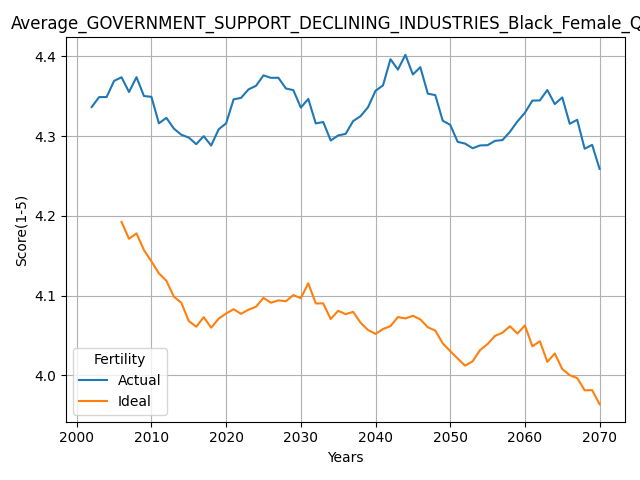 Average_GOVERNMENT_SUPPORT_DECLINING_INDUSTRIES_Black_Female_Q
4.4
4.3
4.2
4.1
4.0
Score(1-5)
Fertility
Actual
Ideal
2000 2010 2020 2030 2040 2050 2060 2070
Years